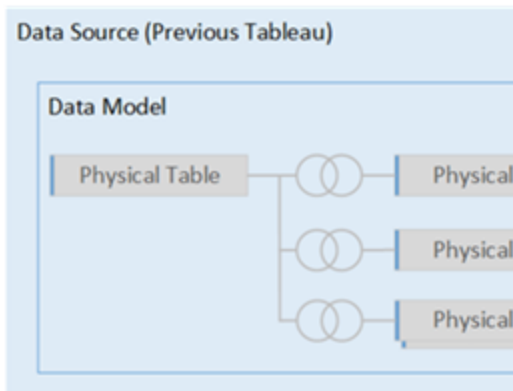 Data Source (Previous Tableau)
Data Model
Physical Table
Physical
Physical
Physical